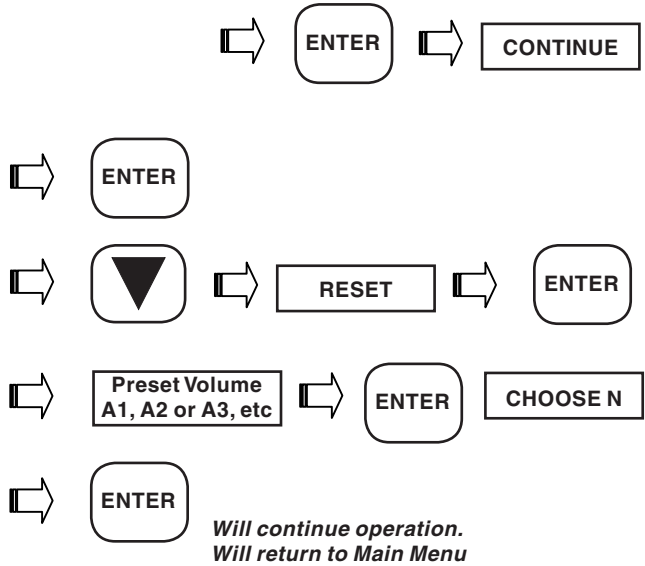 ENTER CONTINUE
ENTER
RESET ENTER
Preset Volume
A1, A2 or A3, etc
ENTER CHOOSE N
ENTER
Will continue operation.
Will return to Main Menu